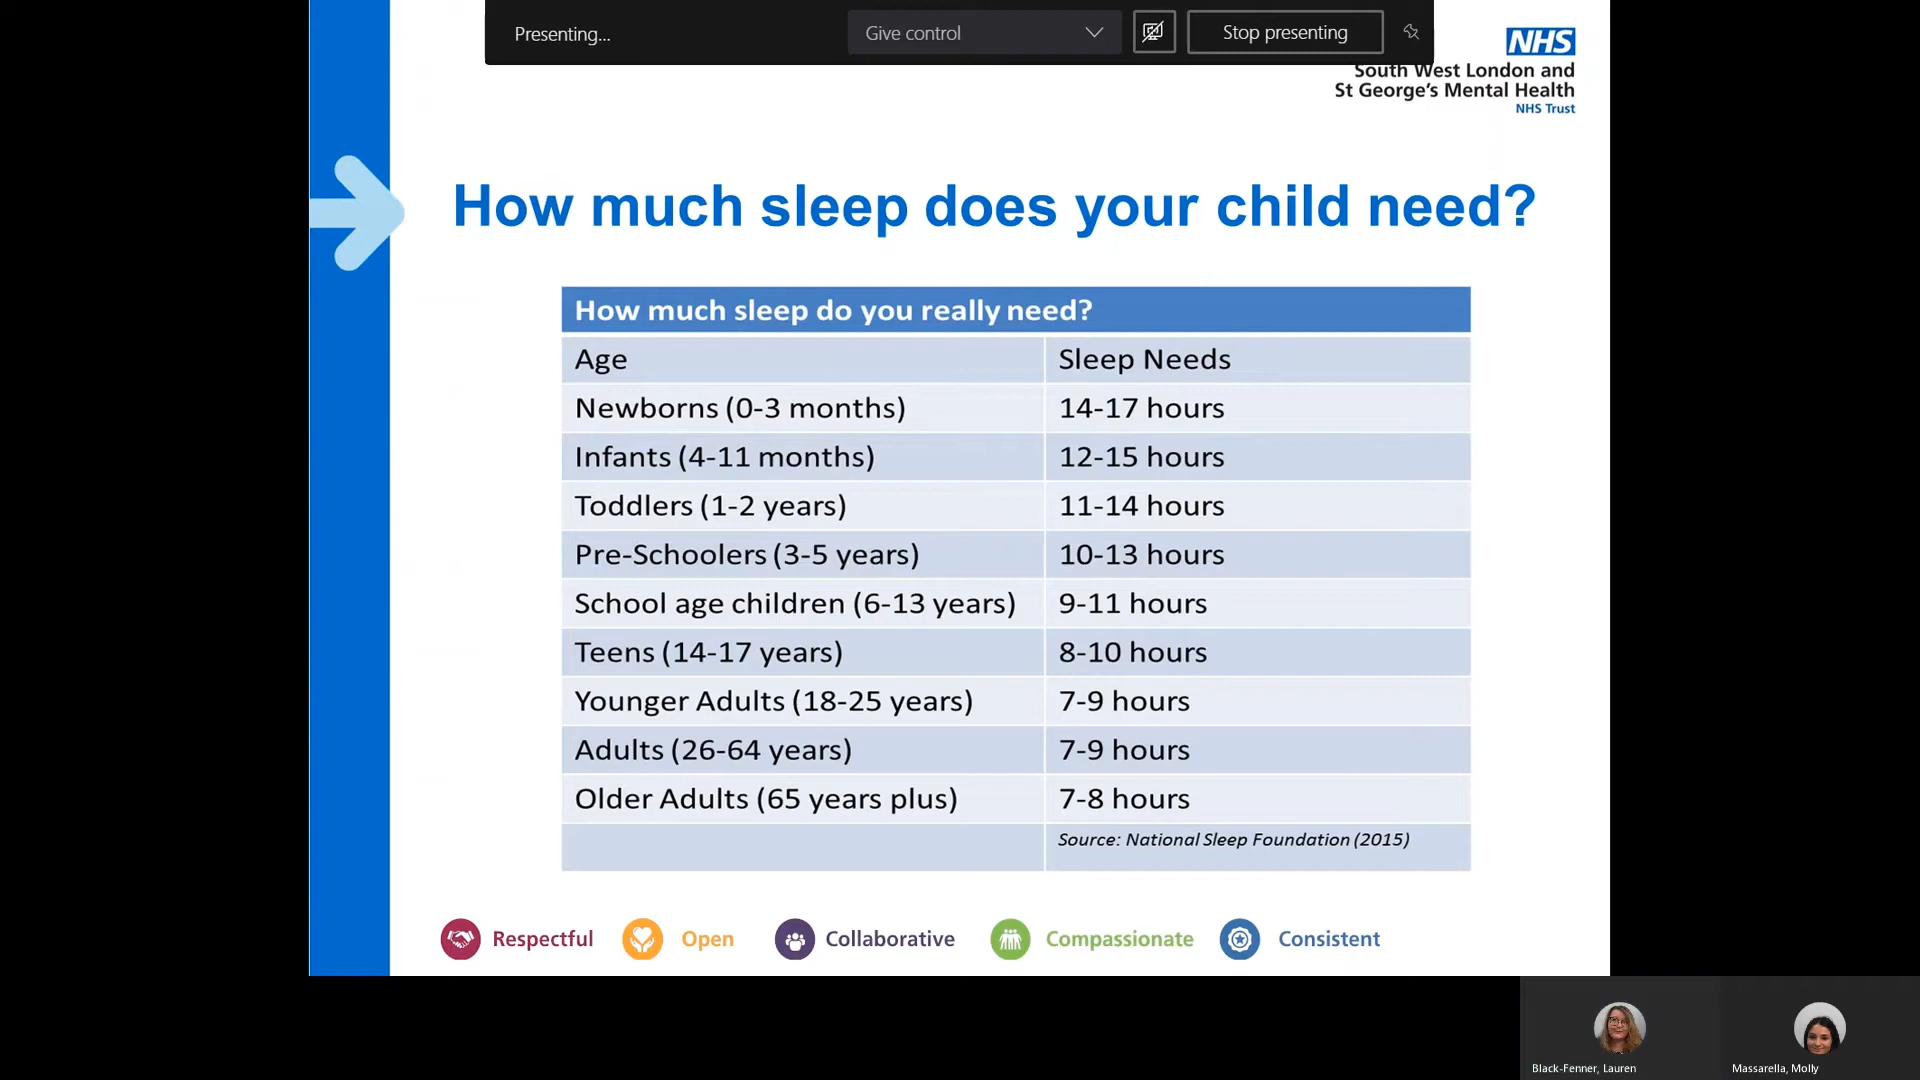 Presenting...
Give control
Stop presenting
NHS
South West London and
St George's Mental Health
NHS Trust
How much sleep does your child need?
How much sleep do you really need?
Age Sleep Needs
Newborns (0-3 months) 14-17 hours
Infants (4-11 months) 12-15 hours
Toddlers (1-2 years) 11-14 hours
Pre-Schoolers (3-5 years) 10-13 hours
School age children (6-13 years) 9-11 hours
Teens (14-17 years) 8-10 hours
Younger Adults (18-25 years) 7-9 hours
Adults (26-64 years) 7-9 hours
Older Adults (65 years plus) 7-8 hours
Source: National Sleep Foundation (2015)
Respectful Open Collaborative Compassionate Consistent
Black-Fenner, Lauren Massarella, Molly